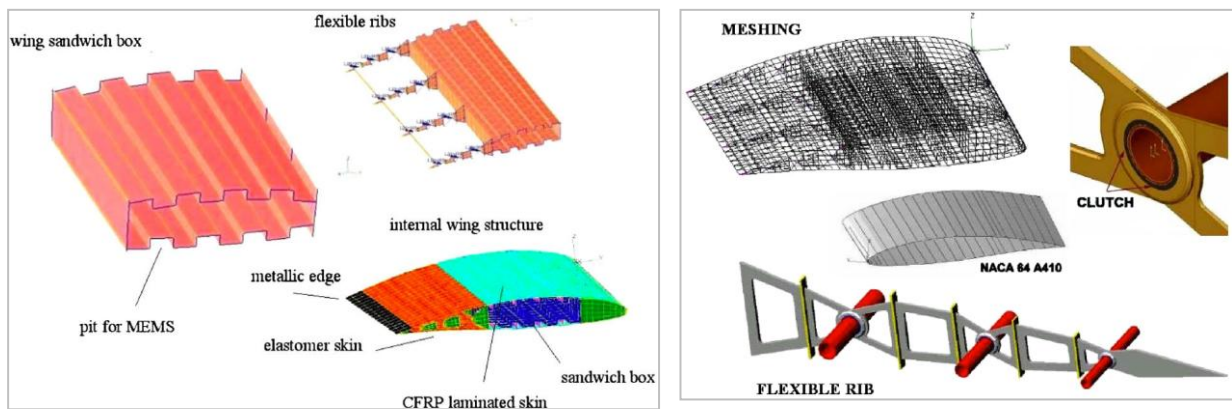 flexible ribs
wing sandwich box
internal wing structure
metallic edge
pit for MEMS
elastomer skin
sandwich box
CFRP laminated skin
MESHING
CLUTCH
NACA 64 A410
FLEXIBLE RIB